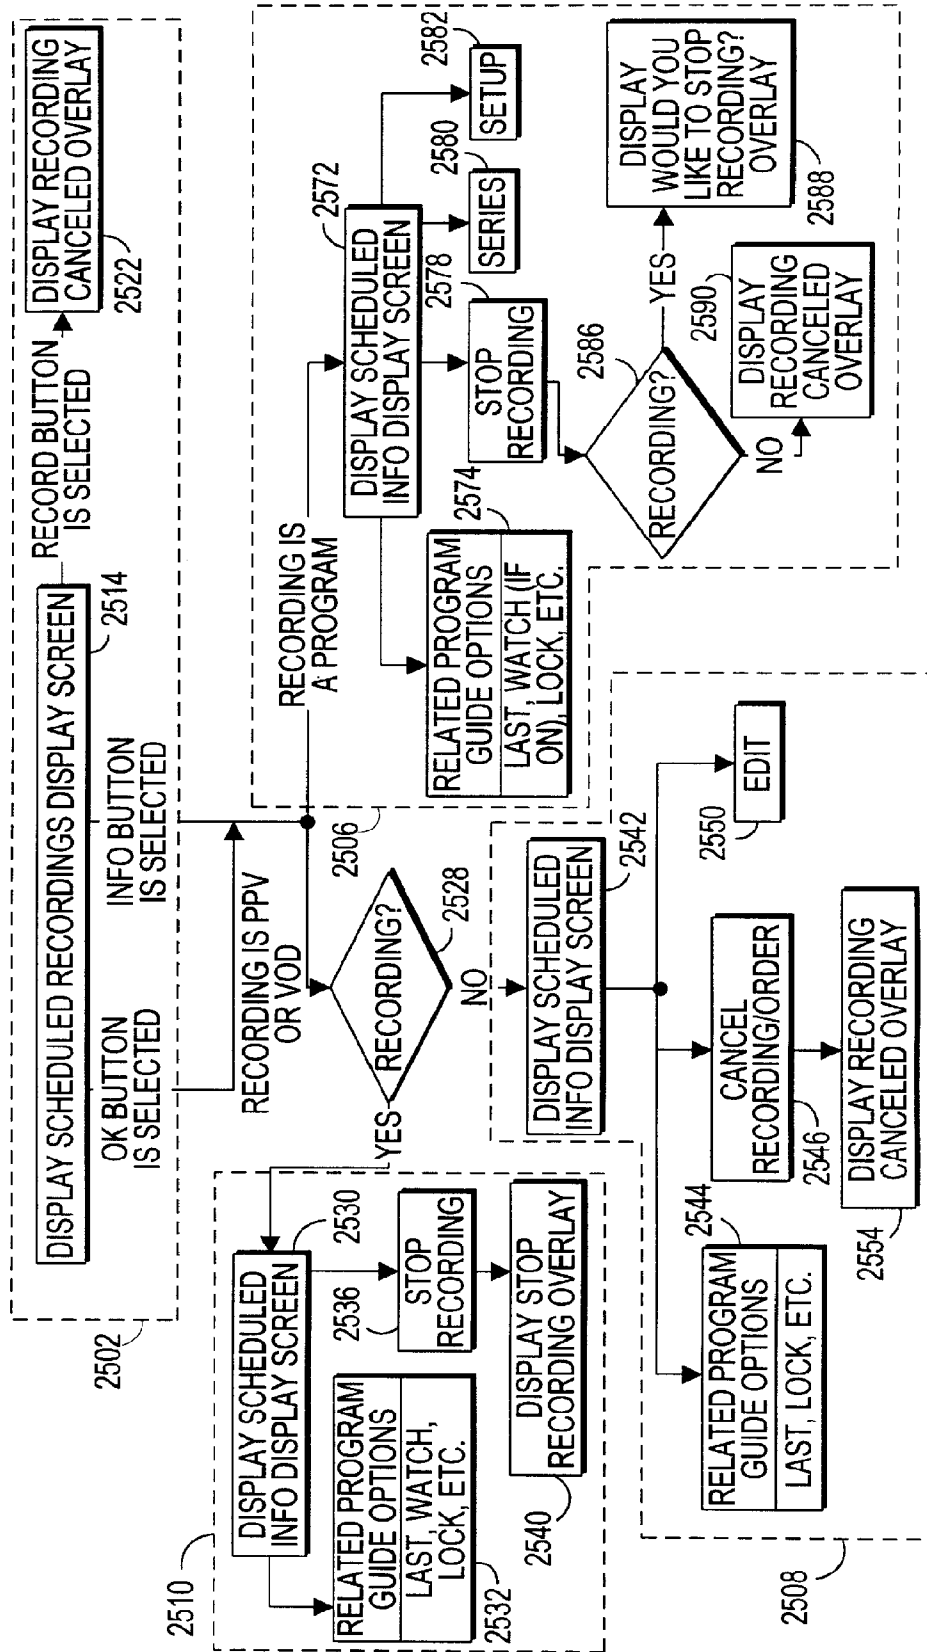 DISPLAY SCHEDULED RECORDINGS DISPLAY SCREEN
2514
RECORD BUTTON
IS SELECTED
DISPLAY RECORDING
CANCELED OVERLAY
2522
2502
OK BUTTON
IS SELECTED
INFO BUTTON
IS SELECTED
RECORDING IS PPV
OR VOD
RECORDING IS
A PROGRAM
2510
DISPLAY SCHEDULED
INFO DISPLAY SCREEN
2530
RELATED PROGRAM
GUIDE OPTIONS
LAST, WATCH,
LOCK, ETC.
2532
2536
STOP
RECORDING
DISPLAY STOP
RECORDING OVERLAY
2540
YES
RECORDING?
2528
NO
2506
DISPLAY SCHEDULED
INFO DISPLAY SCREEN
2572
RELATED PROGRAM
GUIDE OPTIONS
LAST, WATCH (IF
ON), LOCK, ETC.
2574
STOP
RECORDING
2578
SERIES
2580
SETUP
2582
RECORDING?
2586
YES
NO
DISPLAY
WOULD YOU
LIKE TO STOP
RECORDING?
OVERLAY
2588
2590
DISPLAY
RECORDING
CANCELED
OVERLAY
DISPLAY SCHEDULED
INFO DISPLAY SCREEN
2542
RELATED PROGRAM
GUIDE OPTIONS
LAST, LOCK, ETC.
2544
CANCEL
RECORDING/ORDER
2546
DISPLAY RECORDING
CANCELED OVERLAY
2554
EDIT
2550
2508